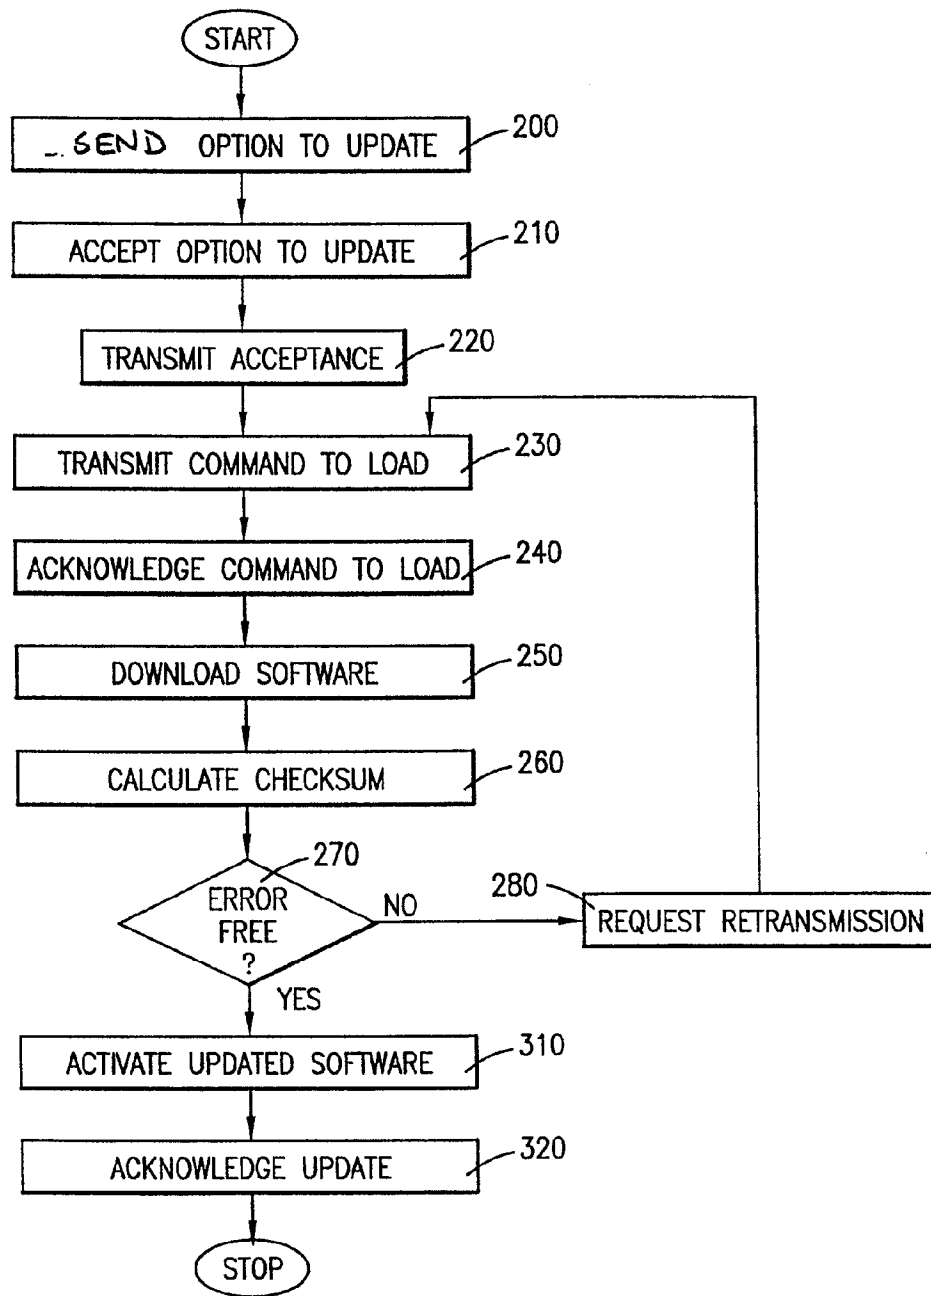 START
SEND OPTION TO UPDATE
200
ACCEPT OPTION TO UPDATE
210
TRANSMIT ACCEPTANCE
220
TRANSMIT COMMAND TO LOAD
230
ACKNOWLEDGE COMMAND TO LOAD
240
DOWNLOAD SOFTWARE
250
CALCULATE CHECKSUM
260
270
ERROR
FREE
?
NO
280
REQUEST RETRANSMISSION
YES
ACTIVATE UPDATED SOFTWARE
310
ACKNOWLEDGE UPDATE
320
STOP